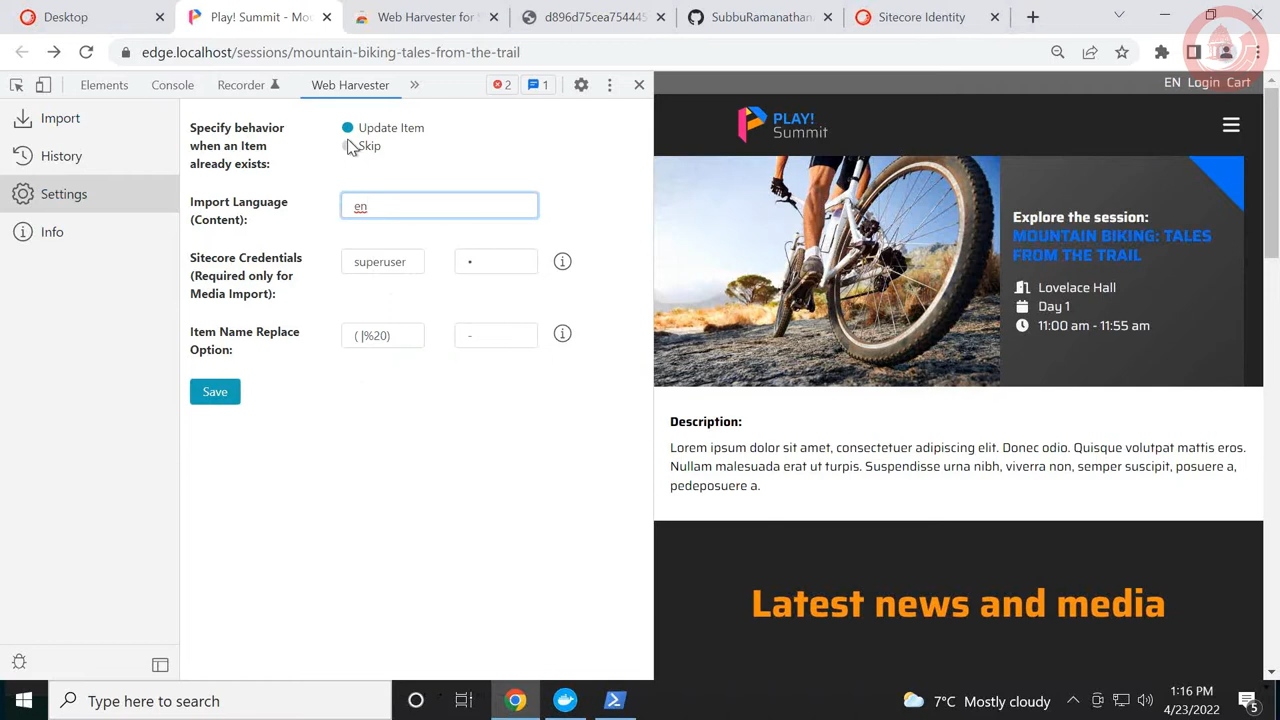 Desktop
Play! Summit - Mo
Web Harvester for
d896d75cea754445
SubbuRamanathan
Sitecore Identity
edge.localhost/sessions/mountain-biking-tales-from-the-trail
Elements
Console
Recorder
Web Harvester
2
1
Import
History
Settings
Info
Specify behavior
when an Item
already exists:
Update Item
Skip
Import Language
(Content):
en
Sitecore Credentials
(Required only for
Media Import):
superuser
Item Name Replace
Option:
( |%20)
-
Save
EN Login Cart
PLAY!
Summit
Explore the session:
MOUNTAIN BIKING: TALES
FROM THE TRAIL
Lovelace Hall
Day 1
11:00 am - 11:55 am
Description:
Lorem ipsum dolor sit amet, consectetuer adipiscing elit. Donec odio. Quisque volutpat mattis eros.
Nullam malesuada erat ut turpis. Suspendisse urna nibh, viverra non, semper suscipit, posuere a,
pedeposuere a.
Latest news and media
Type here to search
7°C Mostly cloudy
1:16 PM
4/23/2022
5